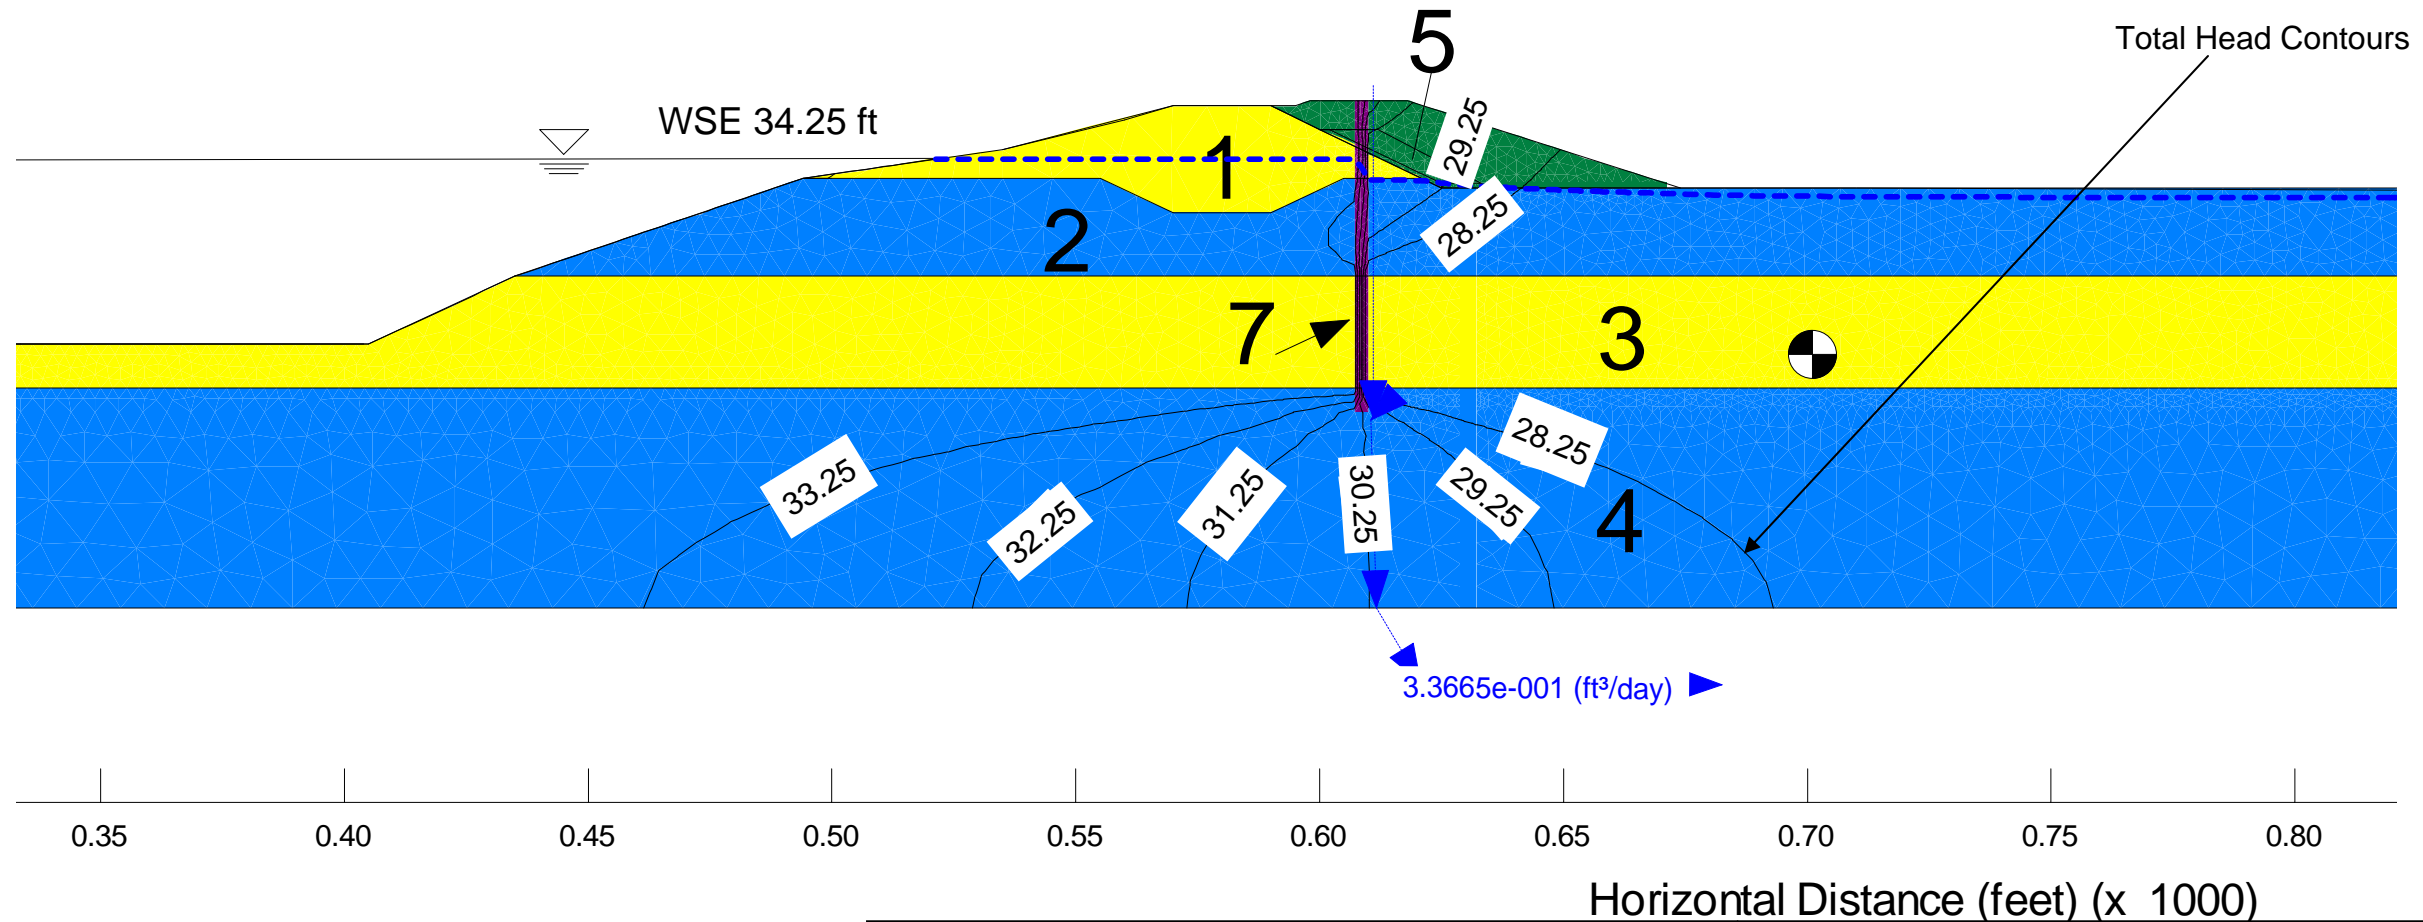 5
Total Head Contours
WSE 34.25 ft
29.25
1
2
28.25
7
3
28.25
33.25
32.25
31.25
30.25
29.25
4
3.3665e-001 (ft³/day)
0.35 0.40 0.45 0.50 0.55 0.60 0.65 0.70 0.75 0.80
Horizontal Distance (feet) (x 1000)